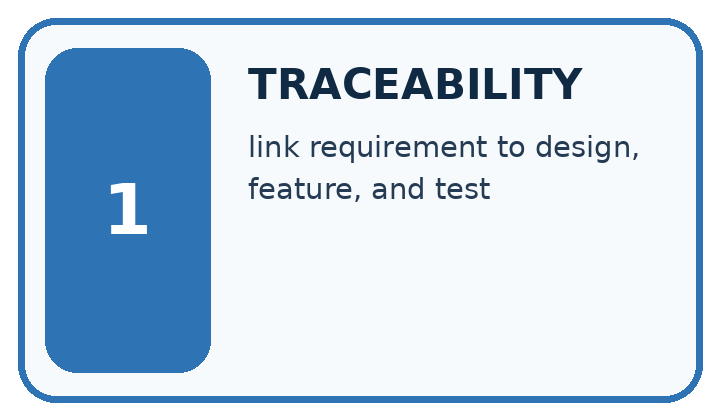 1
TRACEABILITY
link requirement to design,
feature, and test